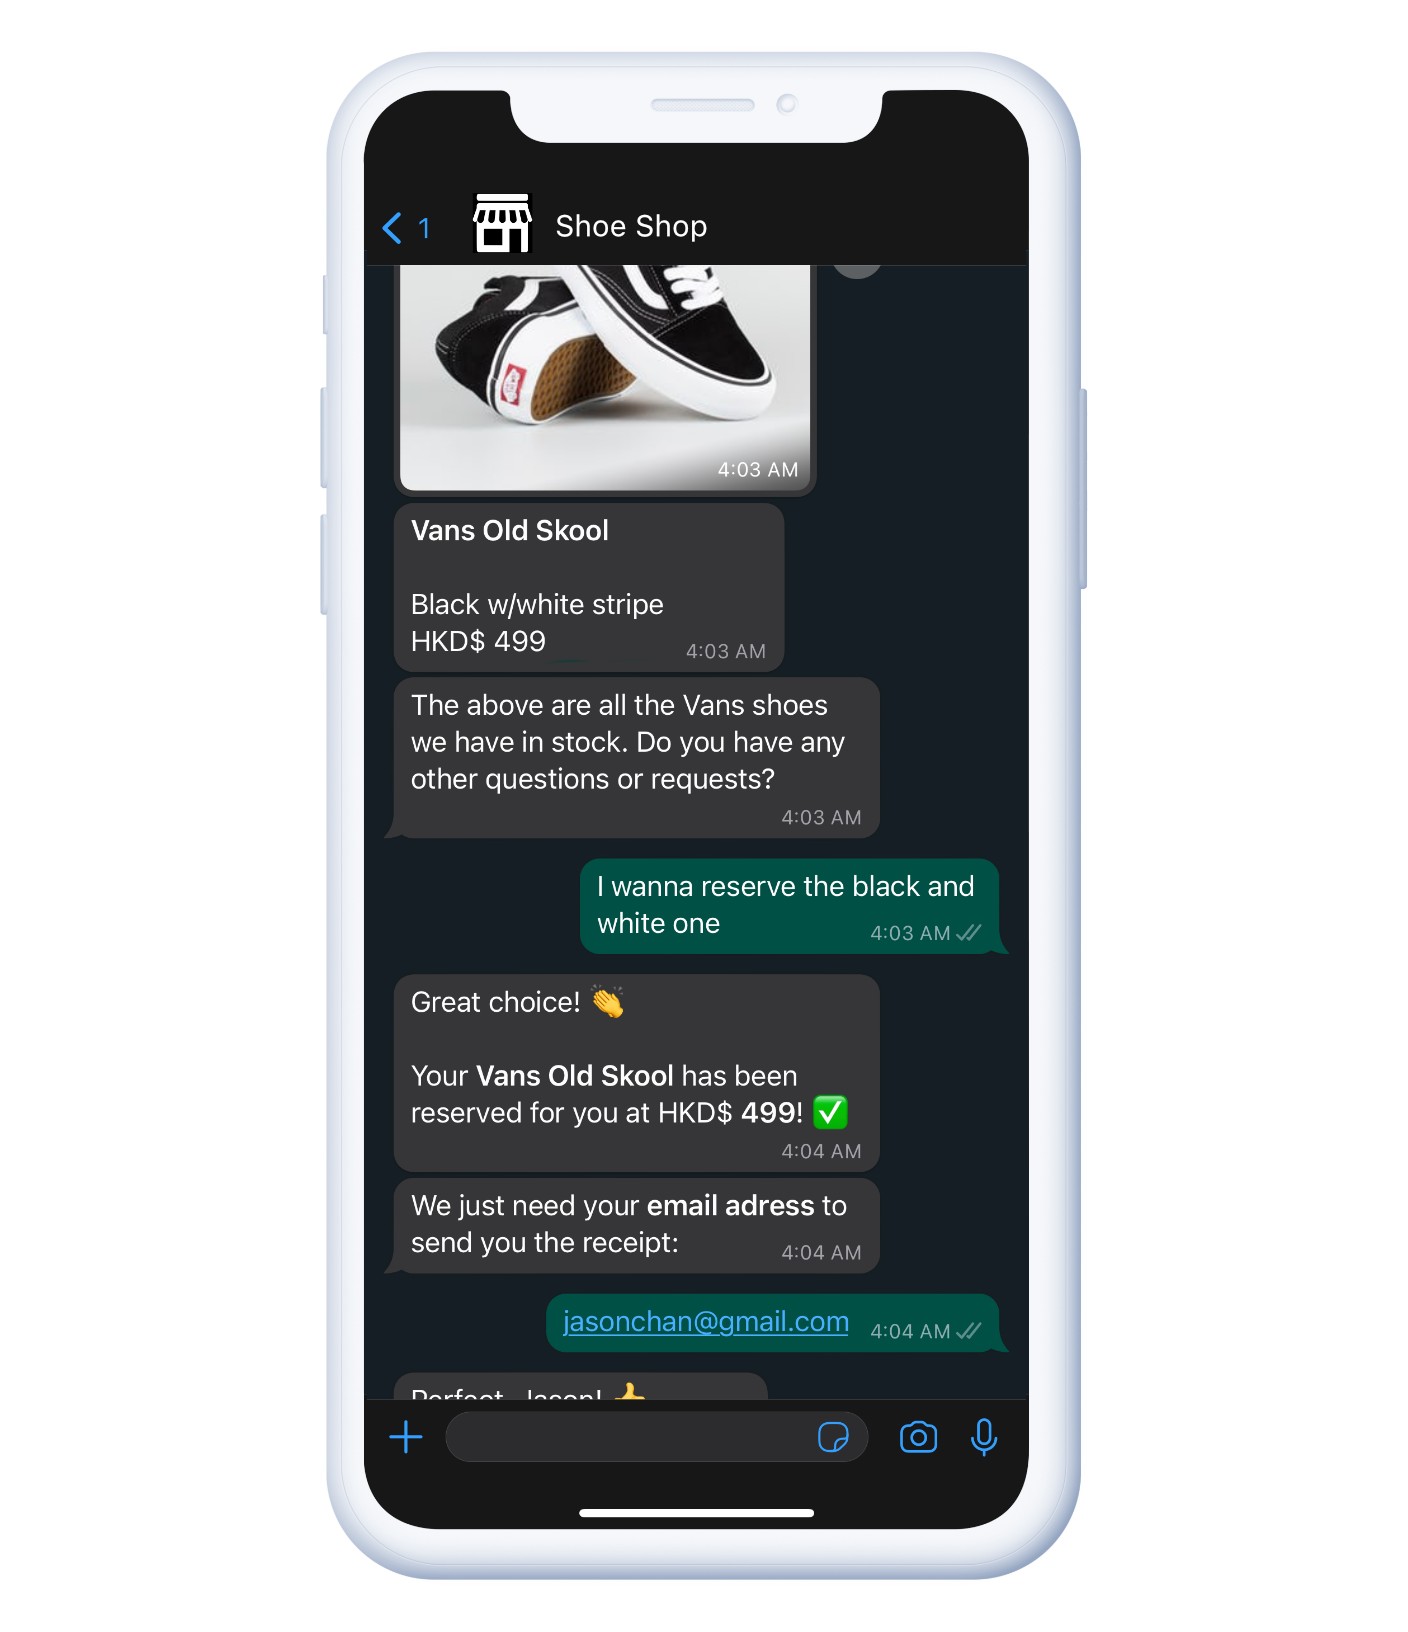 1
Shoe Shop
4:03 AM
Vans Old Skool
Black w/white stripe
HKD$ 499
4:03 AM
The above are all the Vans shoes
we have in stock. Do you have any
other questions or requests?
4:03 AM
I wanna reserve the black and
white one
4:03 AM
Great choice! 👏
Your Vans Old Skool has been
reserved for you at HKD$ 499! ✅
4:04 AM
We just need your email adress to
send you the receipt:
4:04 AM
jasonchan@gmail.com
4:04 AM
Perfect, Jason! 👍